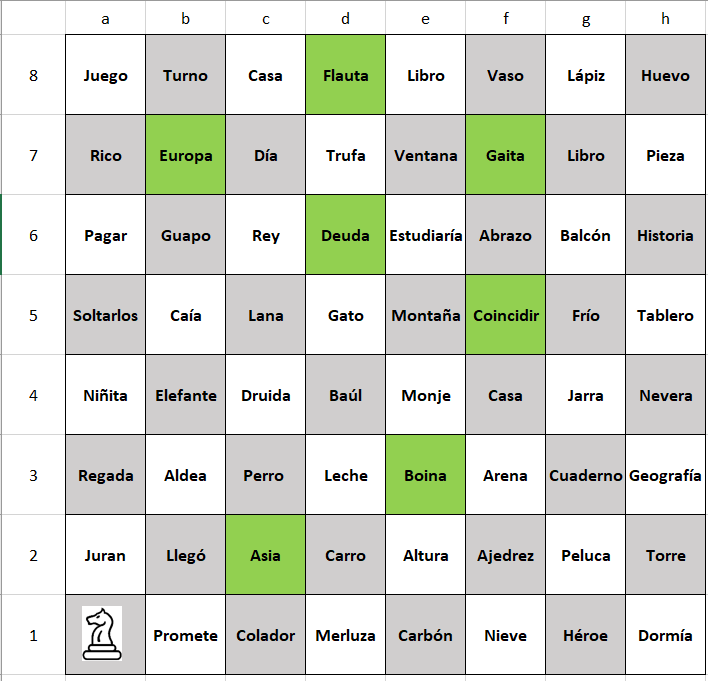 a b c d e f g h
8 Juego Turno Casa Flauta Libro Vaso Lápiz Huevo
7 Rico Europa Día Trufa Ventana Gaita Libro Pieza
6 Pagar Guapo Rey Deuda Estudiaría Abrazo Balcón Historia
5 Soltarlos Caía Lana Gato Montaña Coincidir Frío Tablero
4 Niñita Elefante Druida Baúl Monje Casa Jarra Nevera
3 Regada Aldea Perro Leche Boina Arena Cuaderno Geografía
2 Juran Llegó Asia Carro Altura Ajedrez Peluca Torre
1 Promete Colador Merluza Carbón Nieve Héroe Dormía